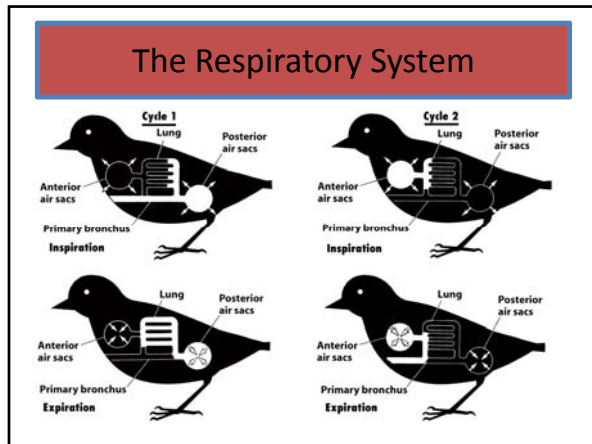 The Respiratory System
Cycle 1
Lung
Posterior
air sacs
Anterior
air sacs
Primary bronchus
Inspiration
Cycle 2
Lung
Posterior
air sacs
Anterior
air sacs
Primary bronchus
Inspiration
Lung
Posterior
air sacs
Anterior
air sacs
Primary bronchus
Expiration
Lung
Posterior
air sacs
Anterior
air sacs
Primary bronchus
Expiration